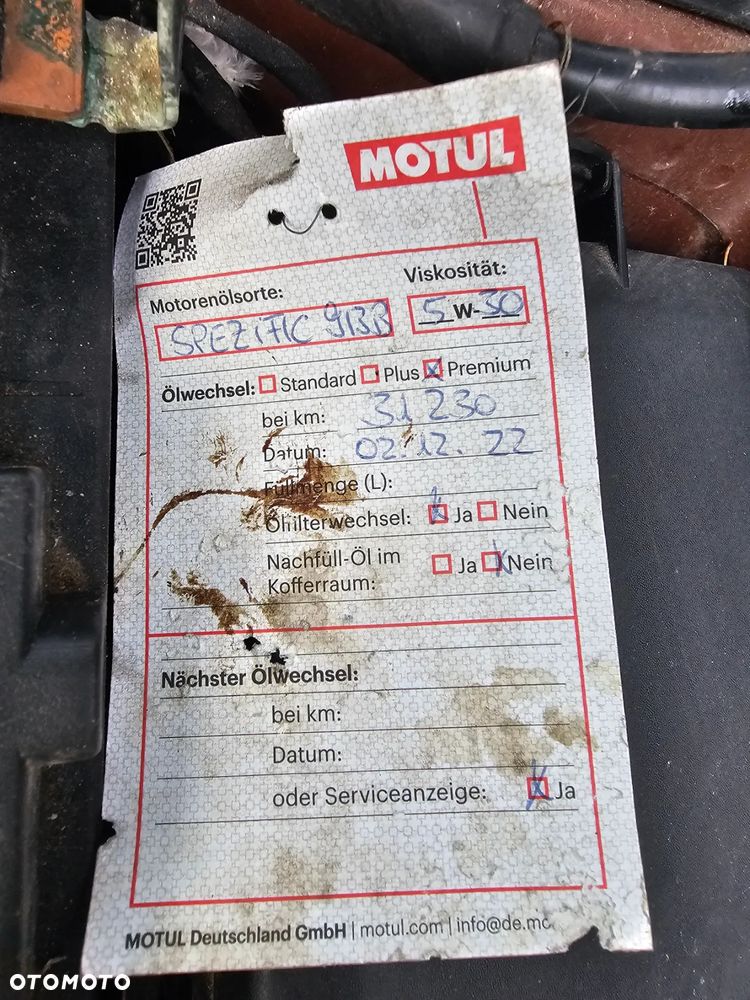 MOTUL
Motorenölsorte: Viskosität:
SPEZIFIC 913B 5 W-30
Ölwechsel: Standard Plus x Premium
bei km: 31 230
Datum: 02.12.22
Füllmenge (L):
Ölfilterwechsel: x Ja Nein
Nachfüll-Öl im
Kofferraum: Ja x Nein
Nächster Ölwechsel:
bei km:
Datum:
oder Serviceanzeige: x Ja
MOTUL Deutschland GmbH | motul.com | info@de.mo
OTOMOTO